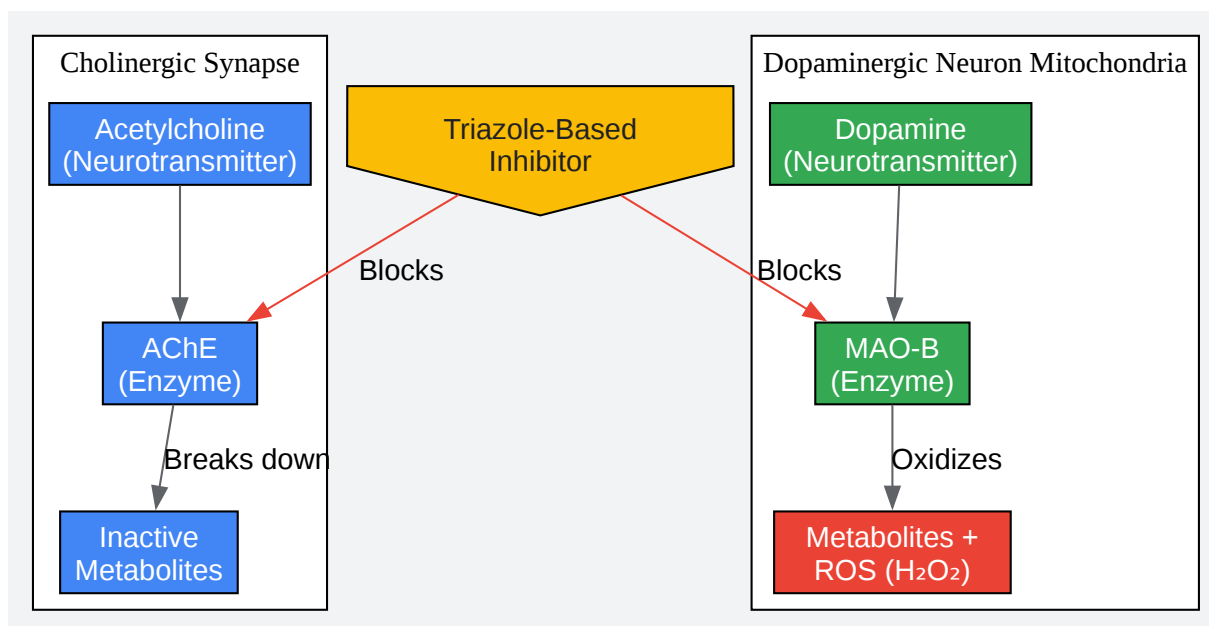 Cholinergic Synapse
Acetylcholine
(Neurotransmitter)
AChE
(Enzyme)
Breaks down
Inactive
Metabolites
Triazole-Based
Inhibitor
Blocks
Blocks
Dopaminergic Neuron Mitochondria
Dopamine
(Neurotransmitter)
MAO-B
(Enzyme)
Oxidizes
Metabolites +
ROS (H₂O₂)